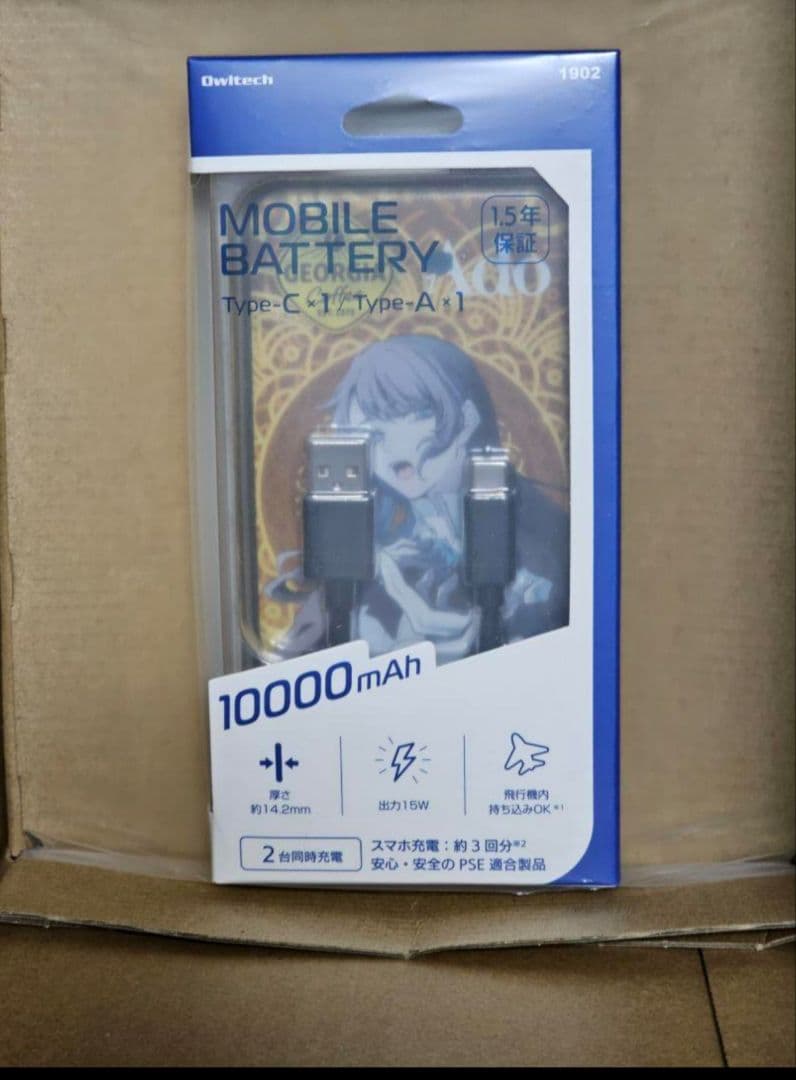 Owltech
1902
MOBILE
BATTERY
1.5年
保証
GEORGIA
Ado
Type-C×1 Type-A×1
10000mAh
厚さ
約14.2mm
出力15W
飛行機内
持ち込みOK※1
2台同時充電
スマホ充電：約3回分※2
安心・安全のPSE適合製品